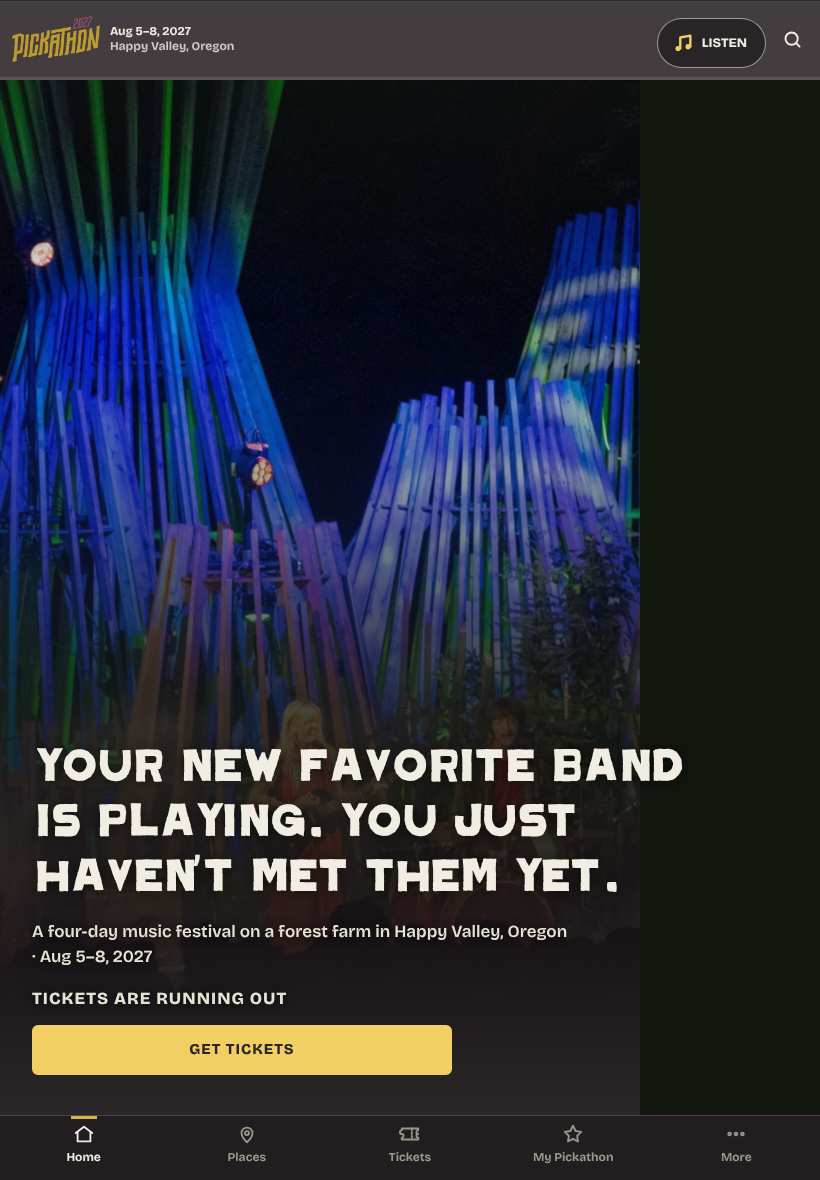 2027
PICKATHON
Aug 5–8, 2027
Happy Valley, Oregon
LISTEN
YOUR NEW FAVORITE BAND
IS PLAYING. YOU JUST
HAVEN'T MET THEM YET.
A four-day music festival on a forest farm in Happy Valley, Oregon
· Aug 5–8, 2027
TICKETS ARE RUNNING OUT
GET TICKETS
Home
Places
Tickets
My Pickathon
More